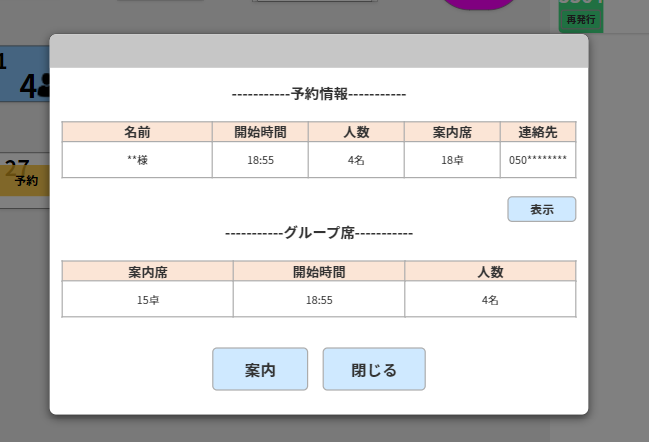 再発行
1
4
27
予約
-----------予約情報-----------
名前 開始時間 人数 案内席 連絡先
**様 18:55 4名 18卓 050********
表示
-----------グループ席-----------
案内席 開始時間 人数
15卓 18:55 4名
案内 閉じる